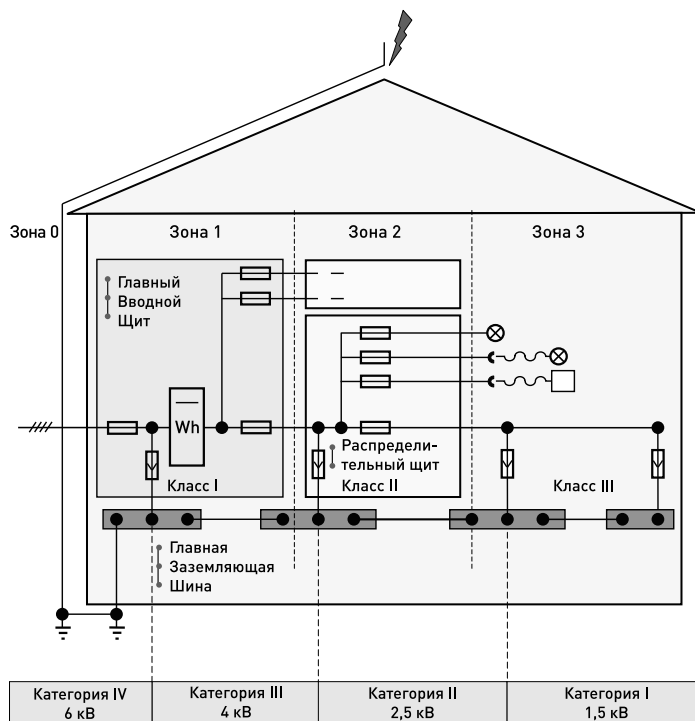 Зона 0
Зона 1
Зона 2
Зона 3
Главный
Вводной
Щит
Wh
Распредели-
тельный щит
Класс I
Класс II
Класс III
Главная
Заземляющая
Шина
Категория IV
6 кВ
Категория III
4 кВ
Категория II
2,5 кВ
Категория I
1,5 кВ